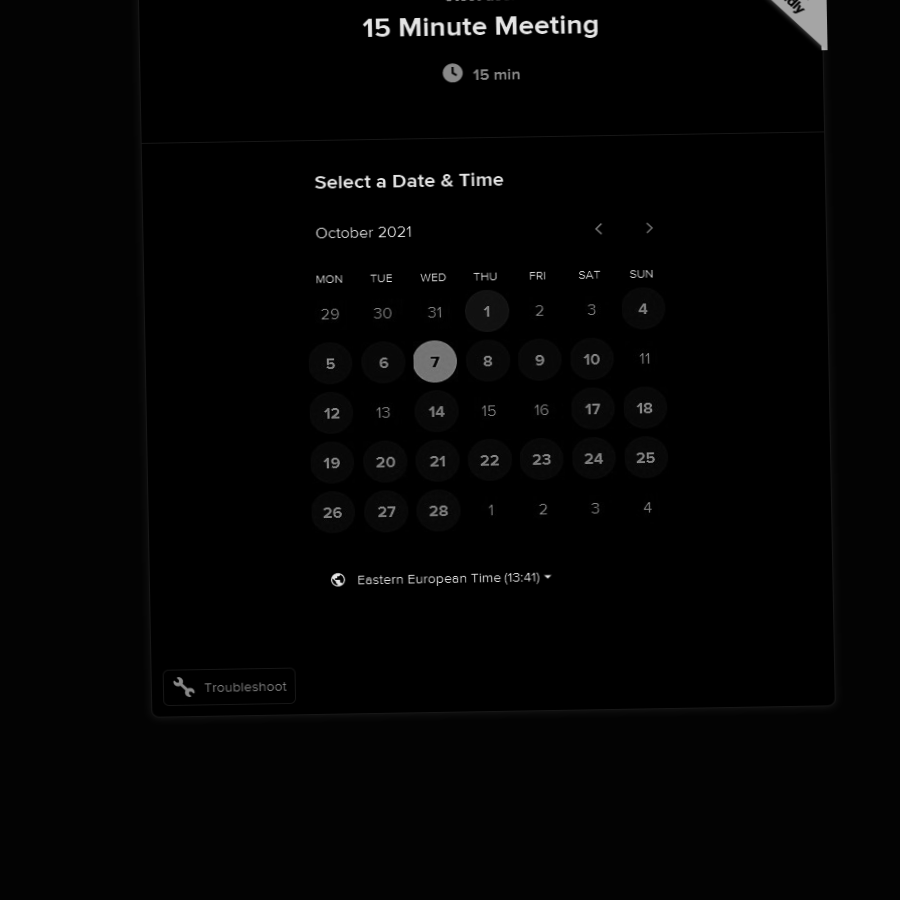 15 Minute Meeting
15 min
Select a Date & Time
October 2021
MON TUE WED THU FRI SAT SUN
29 30 31 1 2 3 4
5 6 7 8 9 10 11
12 13 14 15 16 17 18
19 20 21 22 23 24 25
26 27 28 1 2 3 4
Eastern European Time (13:41)
Troubleshoot